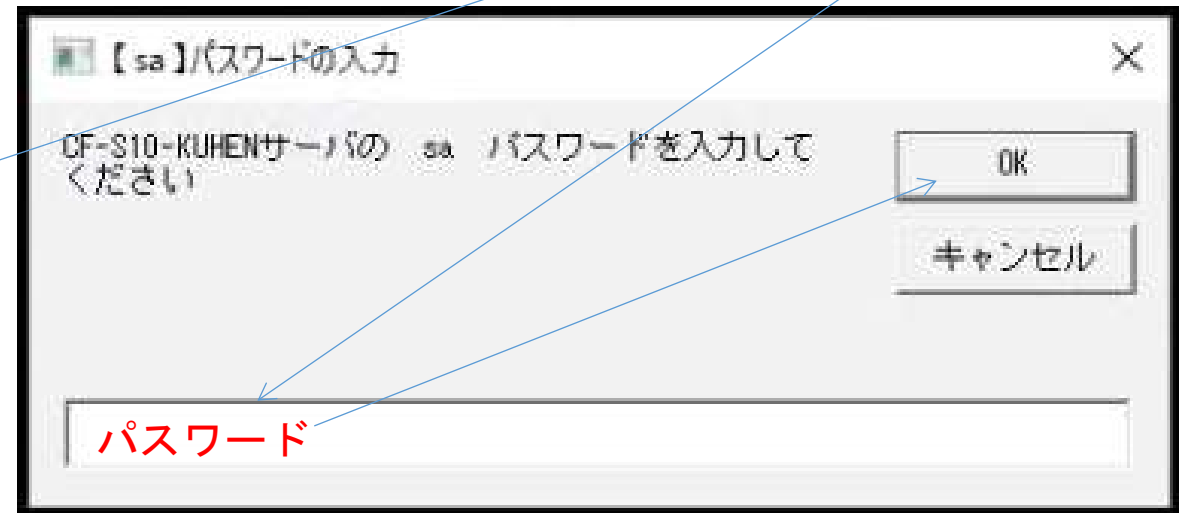 【sa】パスワードの入力
CF-S10-KUHENサーバの sa パスワードを入力して
ください
OK
キャンセル
パスワード